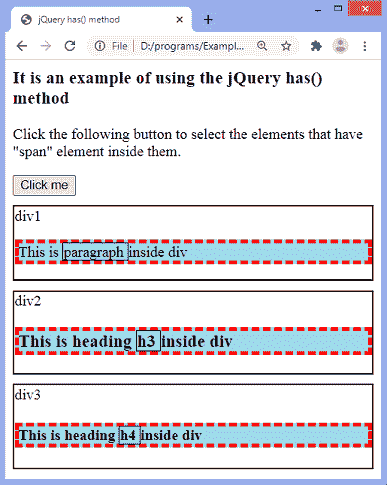 jQuery has() method
File
D:/programs/Exampl...
It is an example of using the jQuery has()
method
Click the following button to select the elements that have
"span" element inside them.
Click me
div1
This is paragraph inside div
div2
This is heading h3 inside div
div3
This is heading h4 inside div